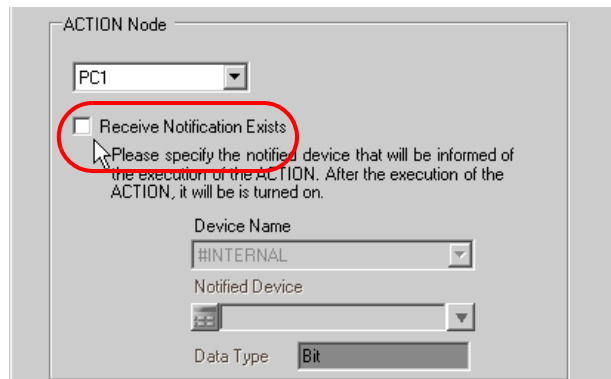 ACTION Node
PC1
Receive Notification Exists
Please specify the notified device that will be informed of
the execution of the ACTION. After the execution of the
ACTION, it will be is turned on.
Device Name
#INTERNAL
Notified Device
Data Type Bit